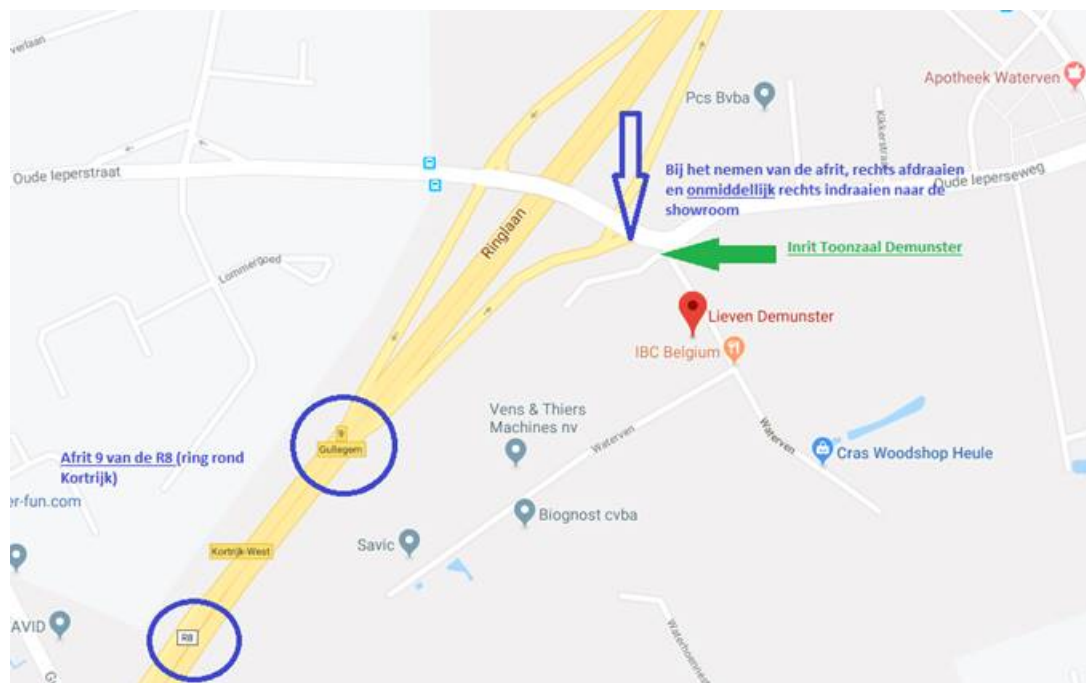 verlaan
Pcs Bvba
Apotheek Waterven
Kikkerstraat
Oude Ieperstraat
Bij het nemen van de afrit, rechts afdraaien
en onmiddellijk rechts indraaien naar de
showroom
Oude Ieperseweg
Ringlaan
Inrit Toonzaal Demunster
Lommergoed
Lieven Demunster
IBC Belgium
Vens & Thiers
Machines nv
9
Gullegem
Waterven
Waterven
Cras Woodshop Heule
Afrit 9 van de R8 (ring rond
Kortrijk)
er-fun.com
Biognost cvba
Kortrijk-West
Savic
AVID
R8